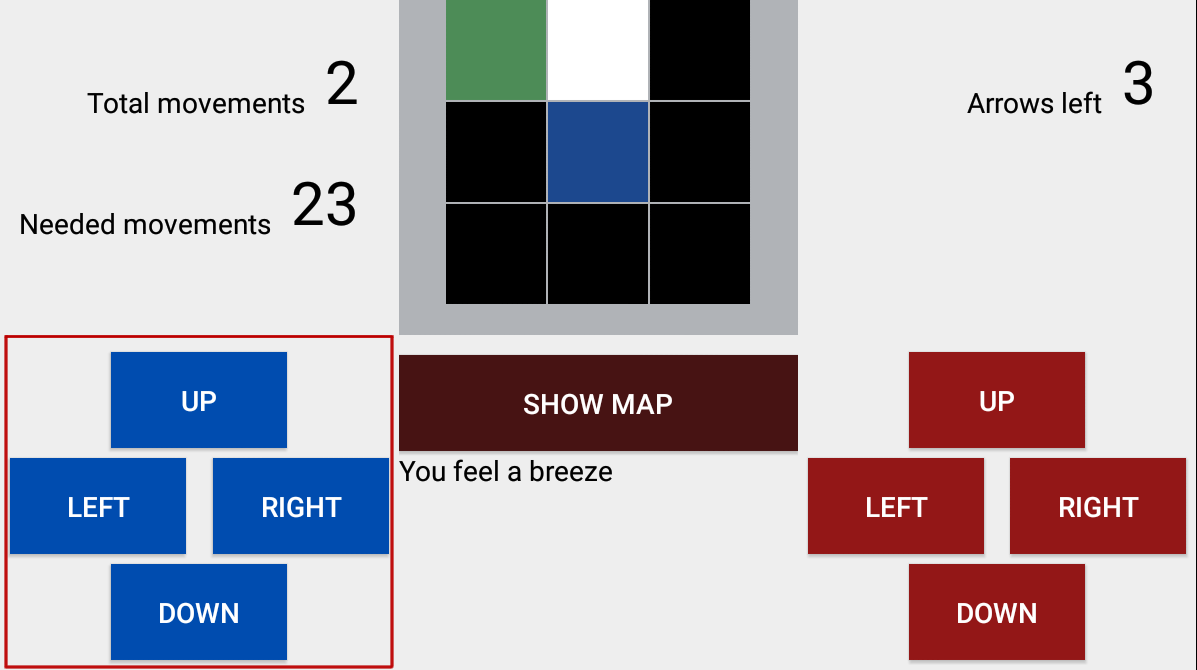 Total movements 2
Needed movements 23
Arrows left 3
UP
LEFT RIGHT
DOWN
SHOW MAP
You feel a breeze
UP
LEFT RIGHT
DOWN